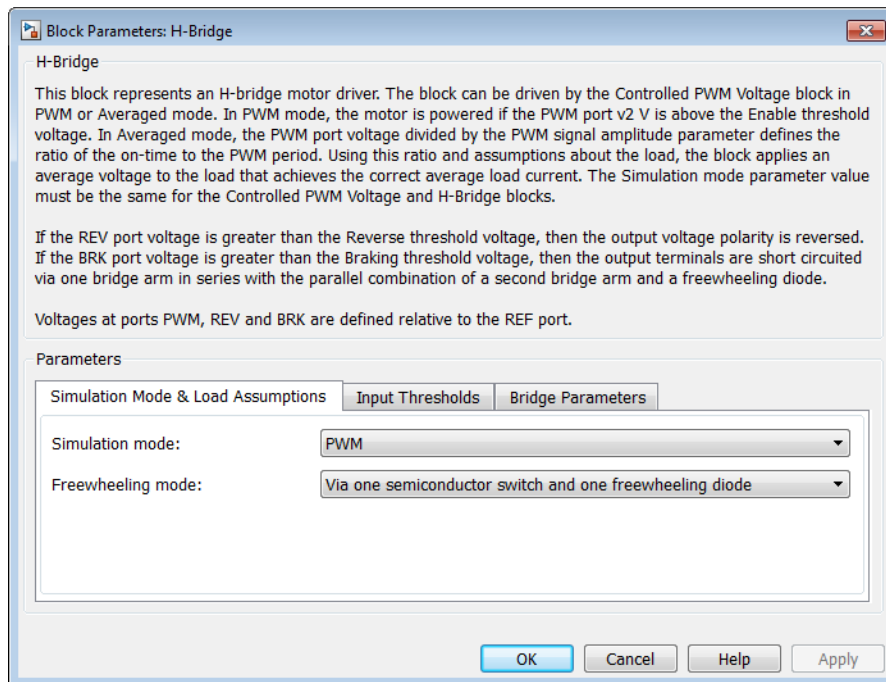 Block Parameters: H-Bridge
H-Bridge
This block represents an H-bridge motor driver. The block can be driven by the Controlled PWM Voltage block in
PWM or Averaged mode. In PWM mode, the motor is powered if the PWM port v2 V is above the Enable threshold
voltage. In Averaged mode, the PWM port voltage divided by the PWM signal amplitude parameter defines the
ratio of the on-time to the PWM period. Using this ratio and assumptions about the load, the block applies an
average voltage to the load that achieves the correct average load current. The Simulation mode parameter value
must be the same for the Controlled PWM Voltage and H-Bridge blocks.
If the REV port voltage is greater than the Reverse threshold voltage, then the output voltage polarity is reversed.
If the BRK port voltage is greater than the Braking threshold voltage, then the output terminals are short circuited
via one bridge arm in series with the parallel combination of a second bridge arm and a freewheeling diode.
Voltages at ports PWM, REV and BRK are defined relative to the REF port.
Parameters
Simulation Mode & Load Assumptions Input Thresholds Bridge Parameters
Simulation mode: PWM
Freewheeling mode: Via one semiconductor switch and one freewheeling diode
OK Cancel Help Apply